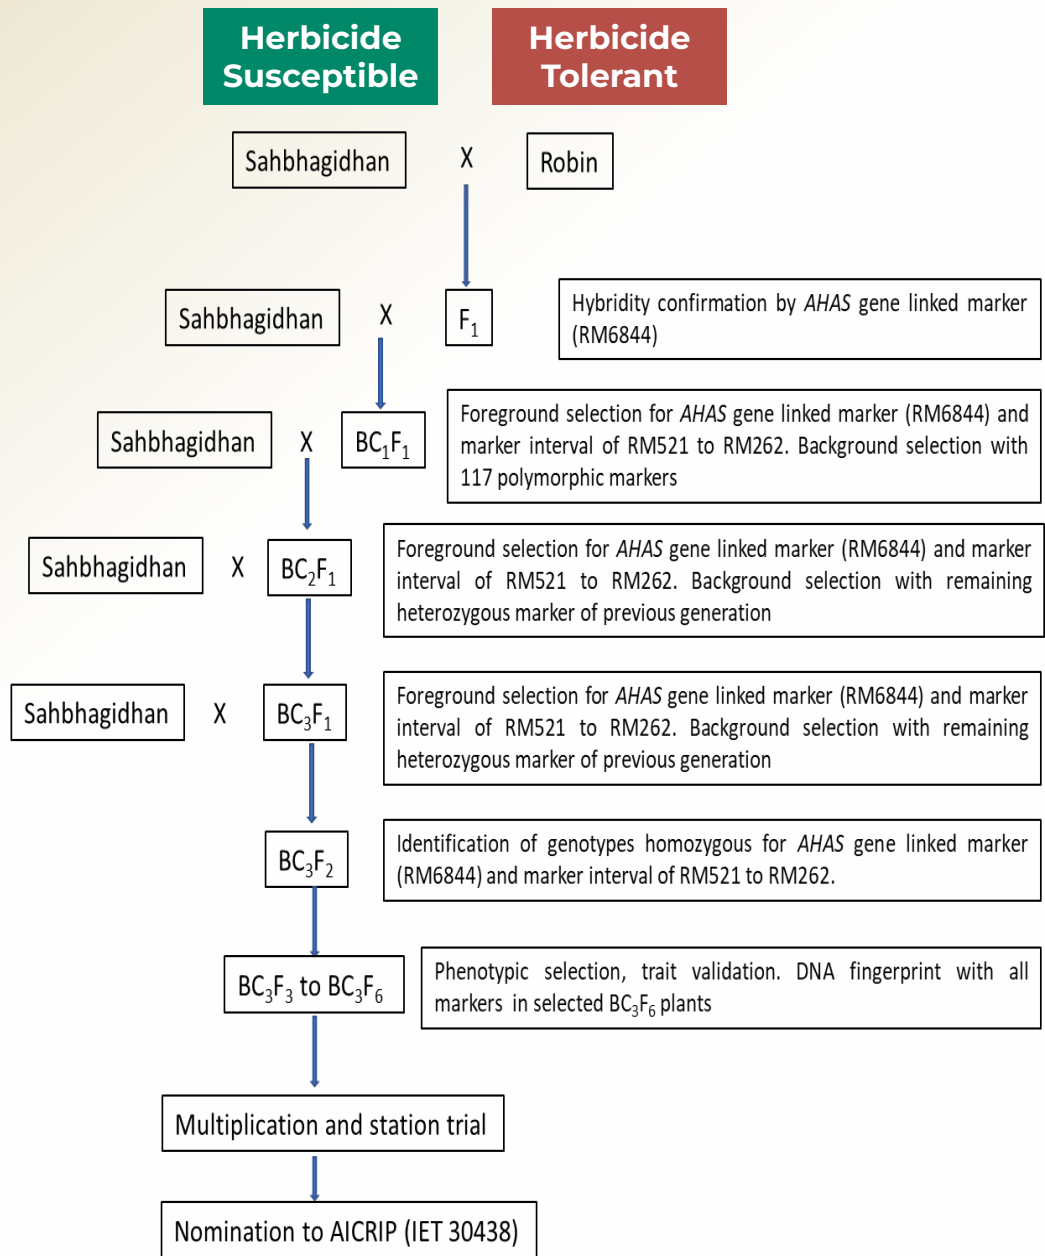 Herbicide
Susceptible
Herbicide
Tolerant
Sahbhagidhan
X
Robin
Sahbhagidhan
X
F1
Hybridity confirmation by AHAS gene linked marker
(RM6844)
Sahbhagidhan
X
BC1F1
Foreground selection for AHAS gene linked marker (RM6844) and
marker interval of RM521 to RM262. Background selection with
117 polymorphic markers
Sahbhagidhan
X
BC2F1
Foreground selection for AHAS gene linked marker (RM6844) and marker
interval of RM521 to RM262. Background selection with remaining
heterozygous marker of previous generation
Sahbhagidhan
X
BC3F1
Foreground selection for AHAS gene linked marker (RM6844) and marker
interval of RM521 to RM262. Background selection with remaining
heterozygous marker of previous generation
BC3F2
Identification of genotypes homozygous for AHAS gene linked marker
(RM6844) and marker interval of RM521 to RM262.
BC3F3 to BC3F6
Phenotypic selection, trait validation. DNA fingerprint with all
markers in selected BC3F6 plants
Multiplication and station trial
Nomination to AICRIP (IET 30438)